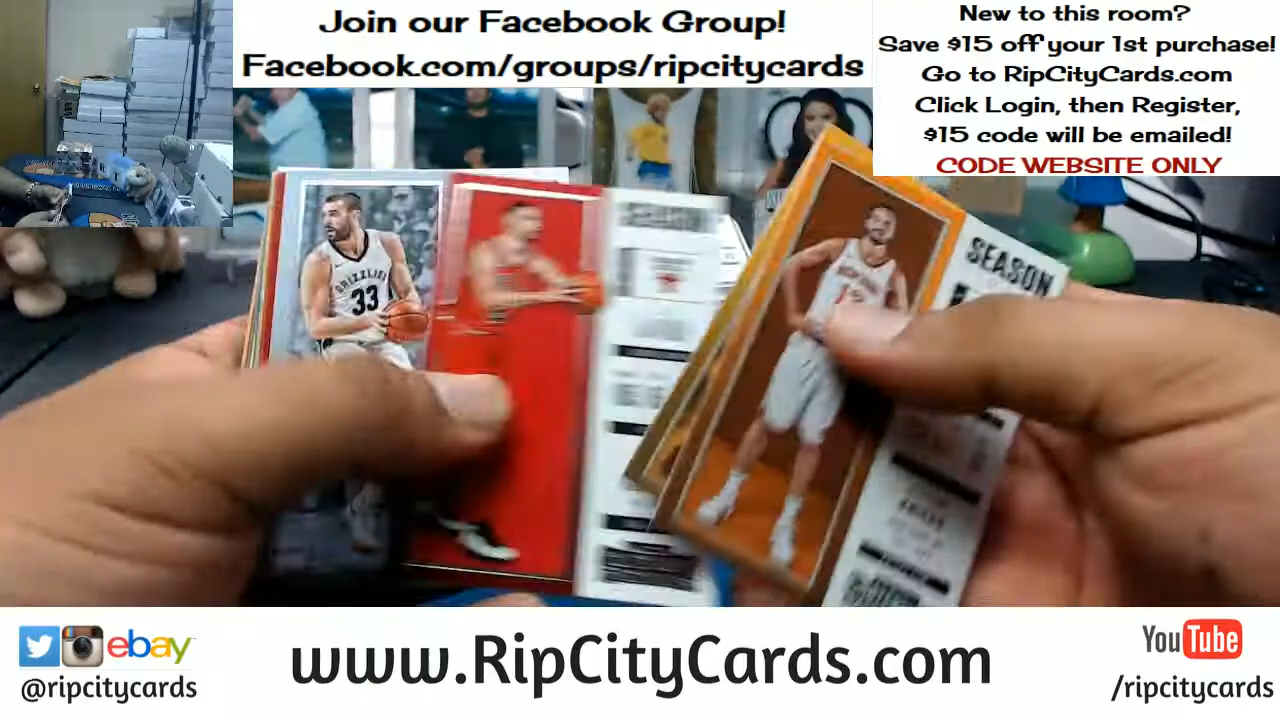 Join our Facebook Group!
Facebook.com/groups/ripcitycards
New to this room?
Save $15 off your 1st purchase!
Go to RipCityCards.com
Click Login, then Register,
$15 code will be emailed!
CODE WEBSITE ONLY
GRIZZLIES
33
SEASON
SEASON
ebay
@ripcitycards
www.RipCityCards.com
YouTube
/ripcitycards